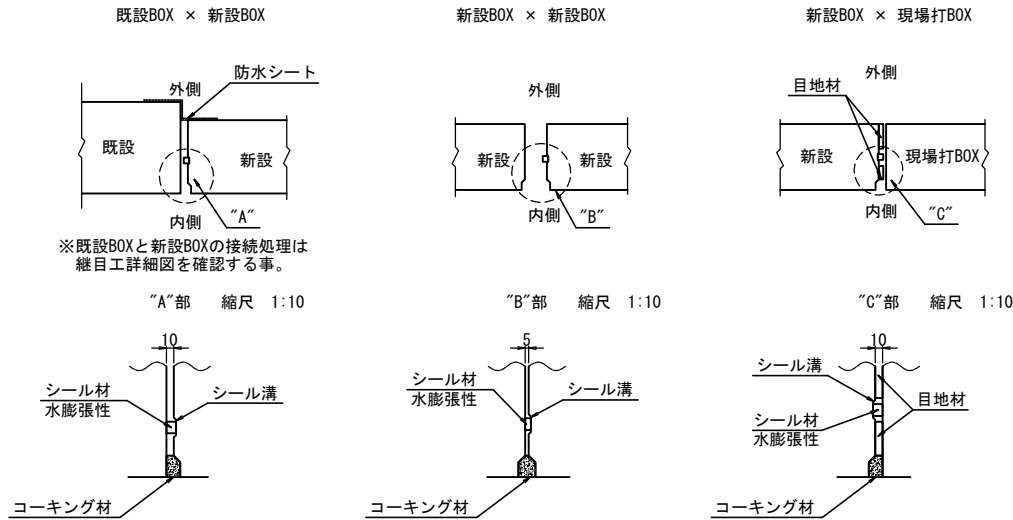 既設BOX × 新設BOX
外側
防水シート
既設
新設
内側
"A"
※既設BOXと新設BOXの接続処理は
継目工詳細図を確認する事。
新設BOX × 新設BOX
外側
新設
新設
内側
"B"
新設BOX × 現場打BOX
外側
目地材
新設
現場打BOX
内側
"C"
"A"部 縮尺 1:10
10
シール材
水膨張性
シール溝
コーキング材
"B"部 縮尺 1:10
5
シール材
水膨張性
シール溝
コーキング材
"C"部 縮尺 1:10
10
シール溝
シール材
水膨張性
目地材
コーキング材